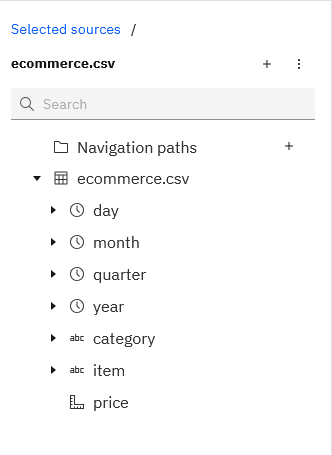 Selected sources /
ecommerce.csv
Search
Navigation paths
ecommerce.csv
day
month
quarter
year
abc category
abc item
price